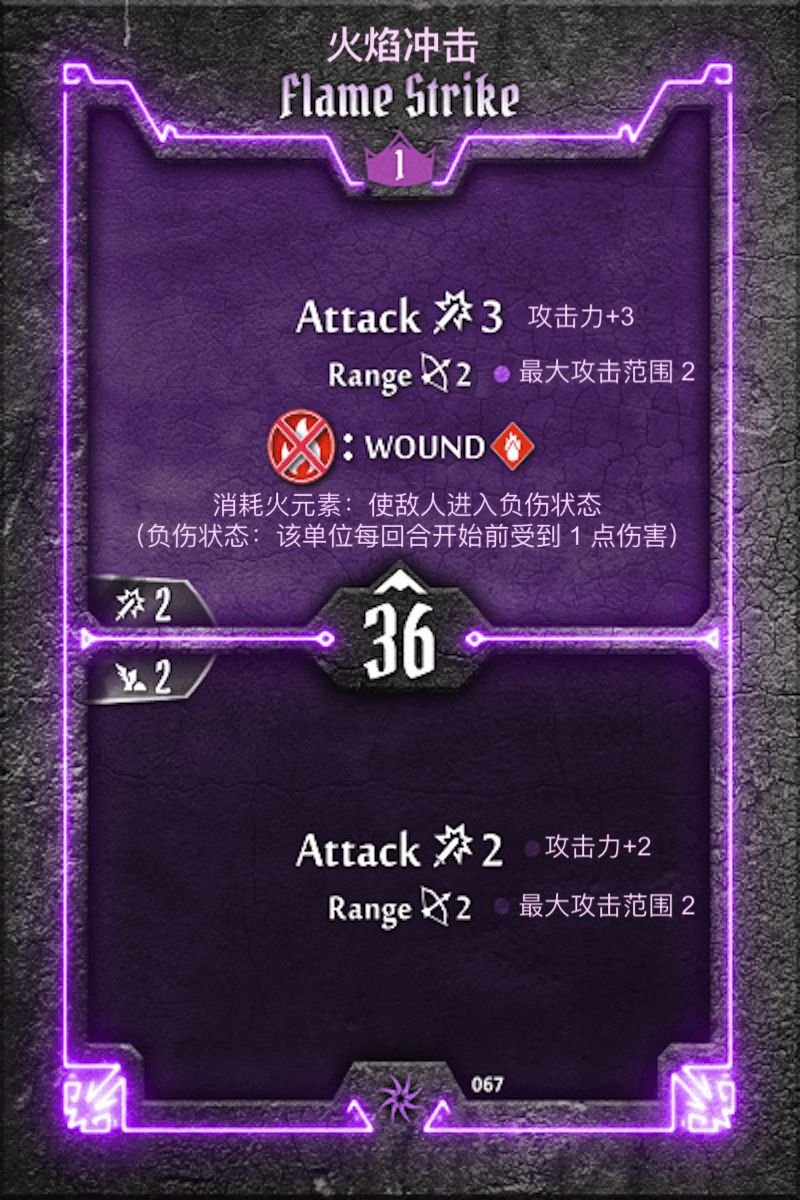 火焰冲击
Flame Strike
1
Attack 3 攻击力+3
Range 2 最大攻击范围 2
: WOUND
消耗火元素：使敌人进入负伤状态
（负伤状态：该单位每回合开始前受到 1 点伤害）
2
36
2
Attack 2 攻击力+2
Range 2 最大攻击范围 2
067